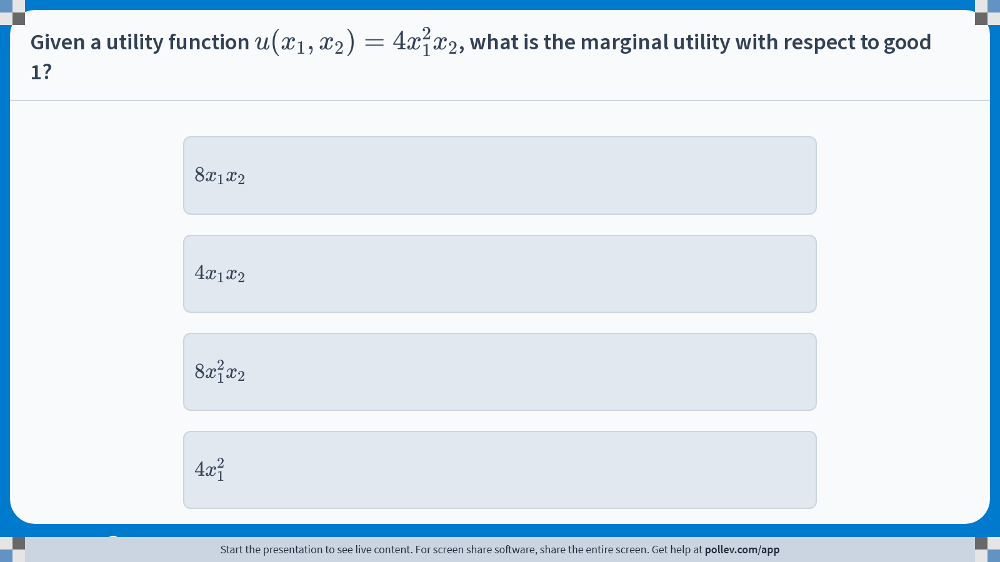 Given a utility function $u(x_1, x_2) = 4x_1^2x_2$, what is the marginal utility with respect to good
1?
$8x_1x_2$
$4x_1x_2$
$8x_1^2x_2$
$4x_1^2$
Start the presentation to see live content. For screen share software, share the entire screen. Get help at pollev.com/app